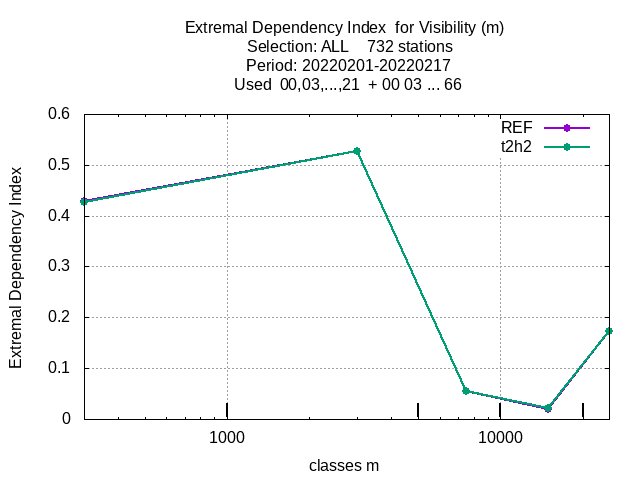 Extremal Dependency Index  for Visibility (m)
Selection: ALL    732 stations
Period: 20220201-20220217
Used  00,03,...,21  + 00 03 ... 66
REF
t2h2
0.6
0.5
0.4
0.3
0.2
0.1
0
Extremal Dependency Index
1000
10000
classes m